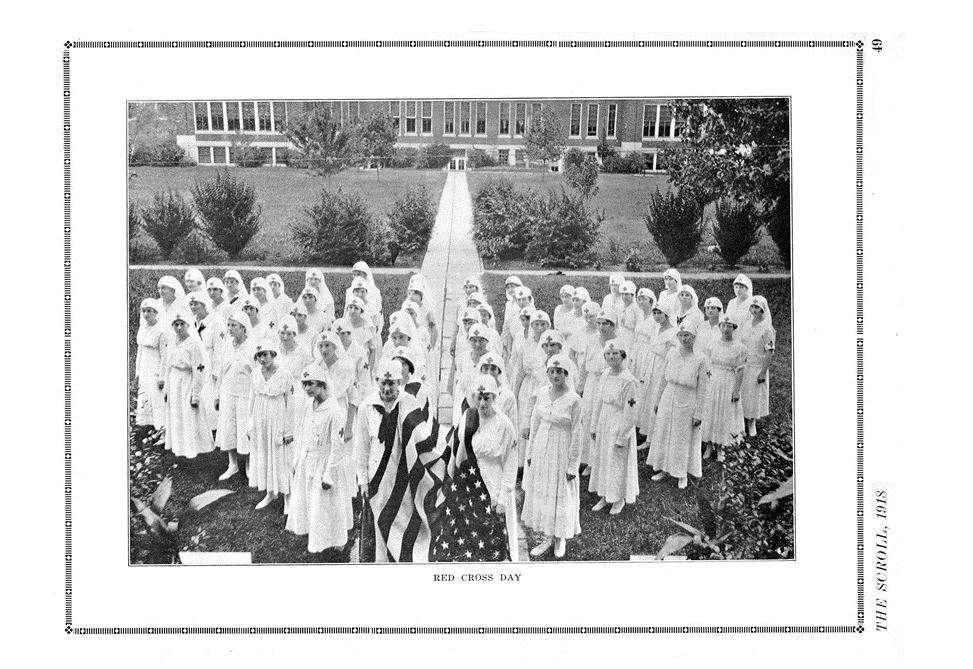 49
RED CROSS DAY
THE SCROLL, 1918